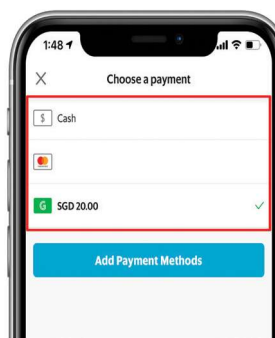 1:48
Choose a payment
$ Cash
G SGD 20.00
Add Payment Methods